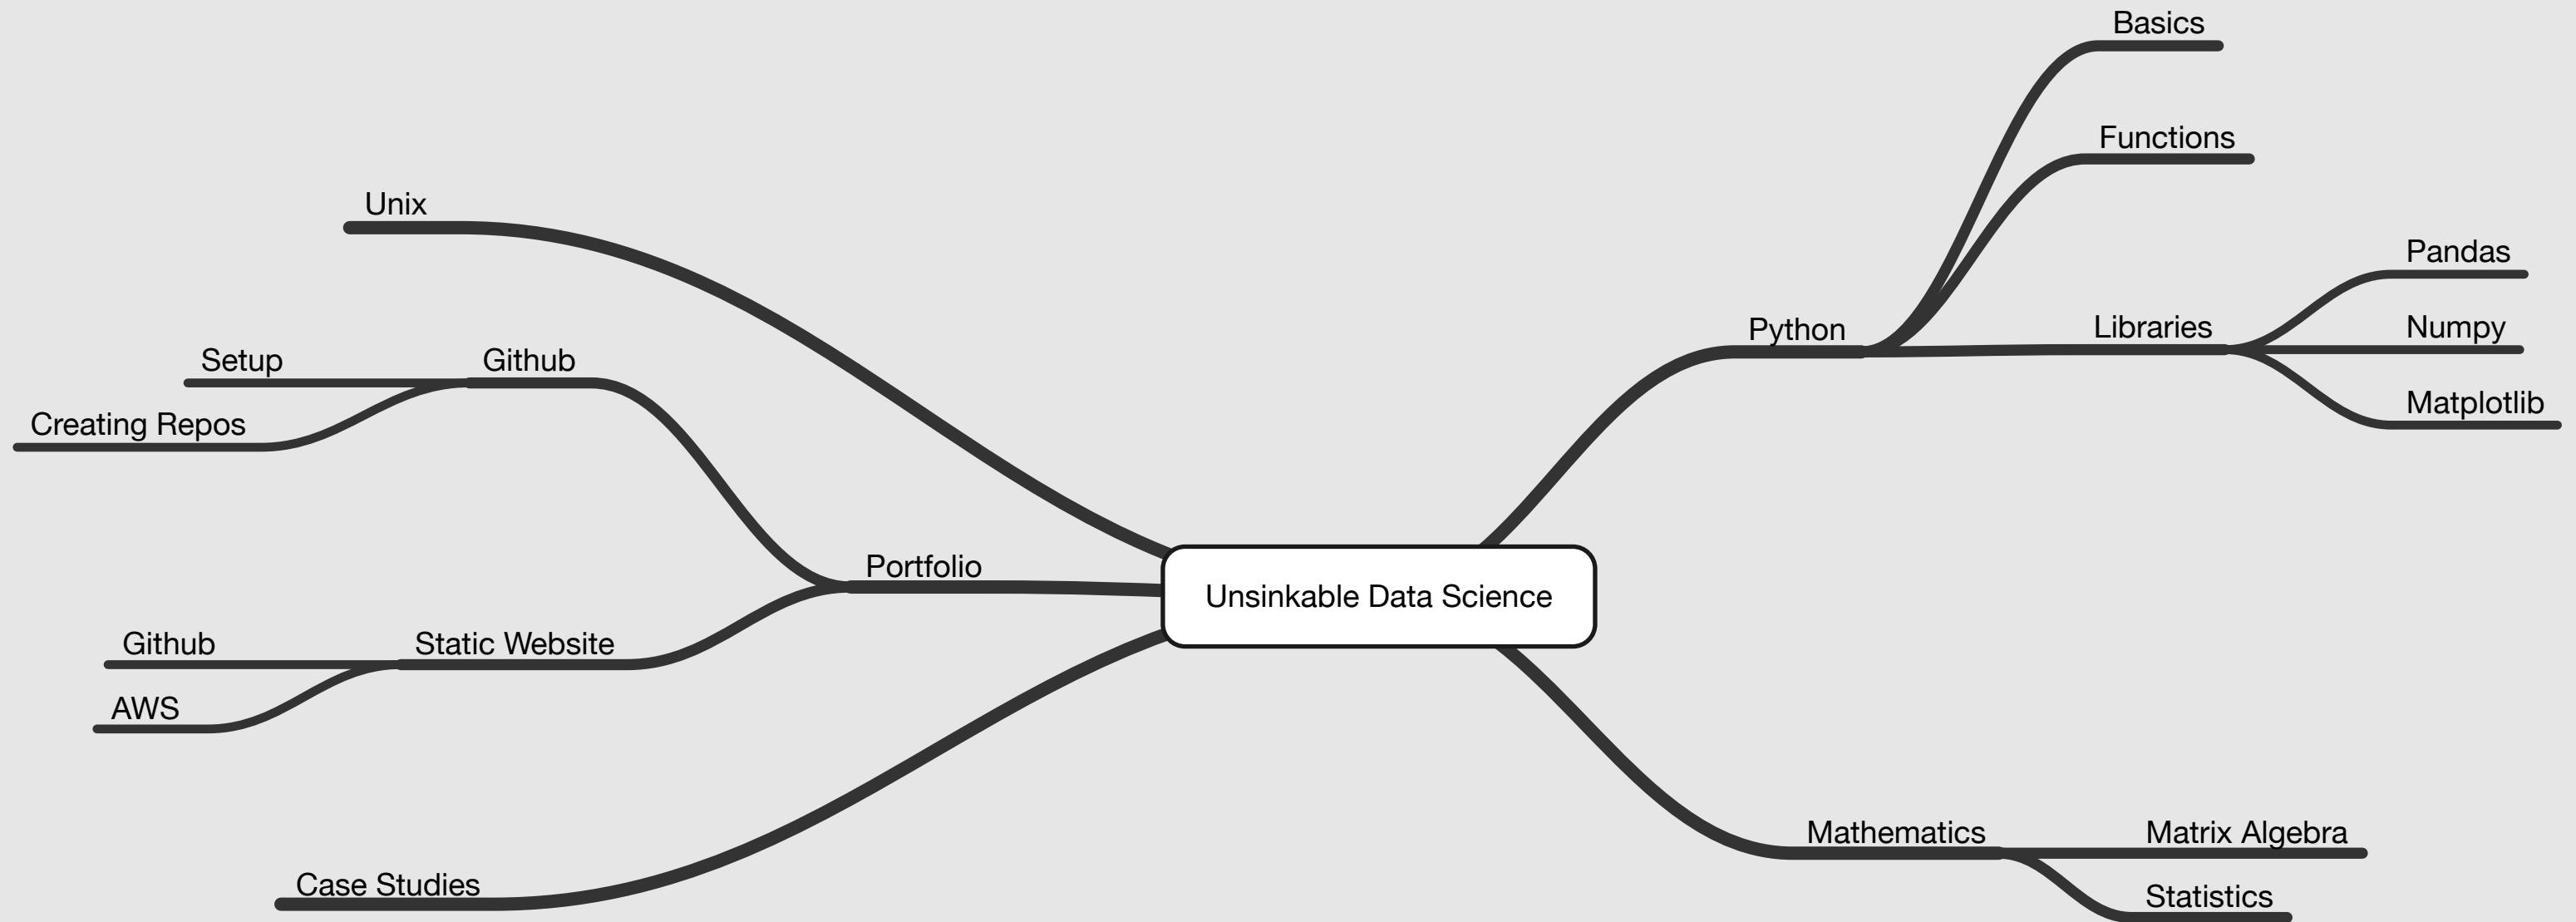 Unsinkable Data Science
Python
Basics
Functions
Libraries
Pandas
Numpy
Matplotlib
Mathematics
Matrix Algebra
Statistics
Unix
Portfolio
Github
Setup
Creating Repos
Static Website
Github
AWS
Case Studies